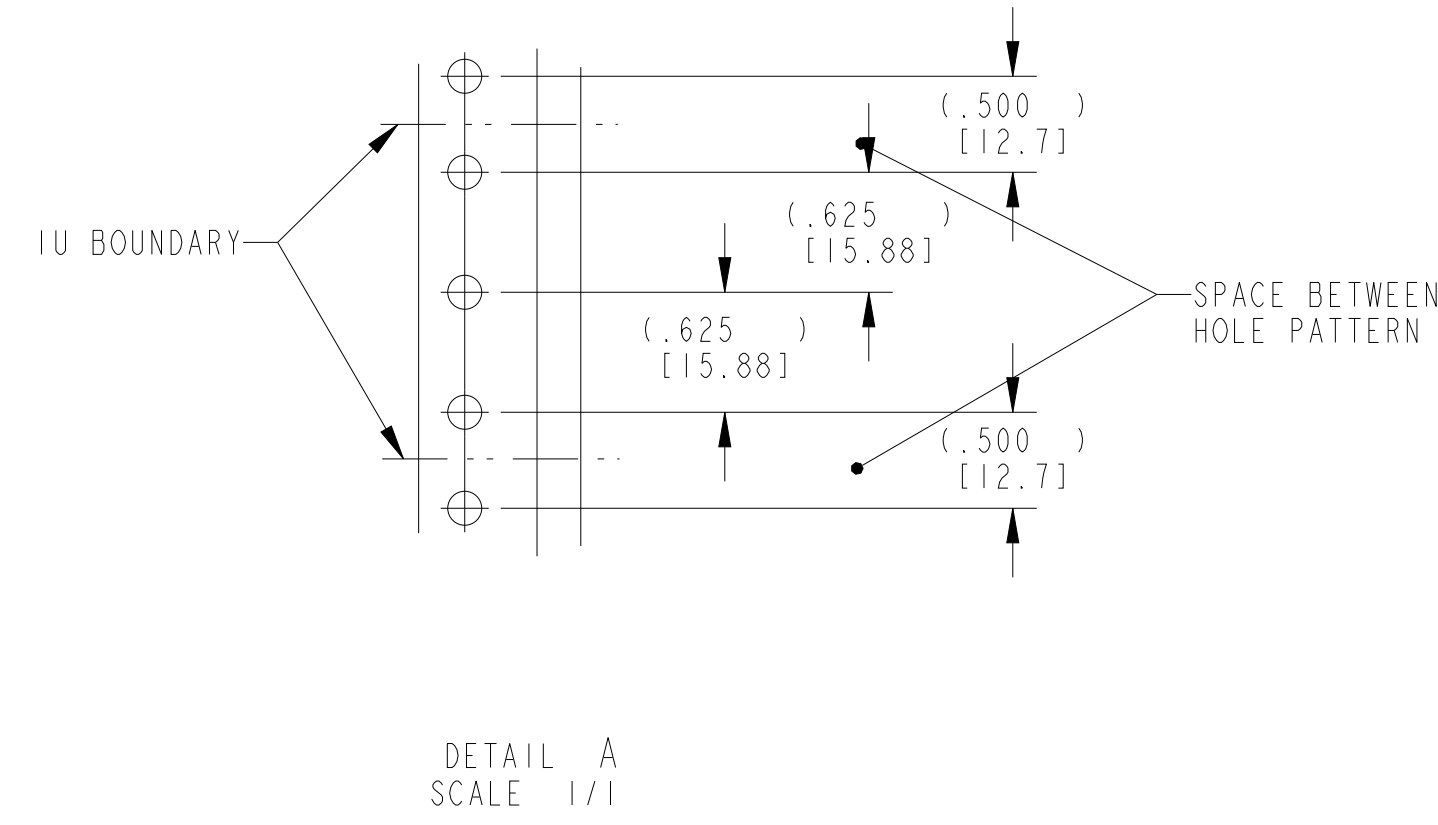 (.500 )
[12.7]
(.625 )
[15.88]
1U BOUNDARY
SPACE BETWEEN
HOLE PATTERN
(.625 )
[15.88]
(.500 )
[12.7]
DETAIL A
SCALE 1/1